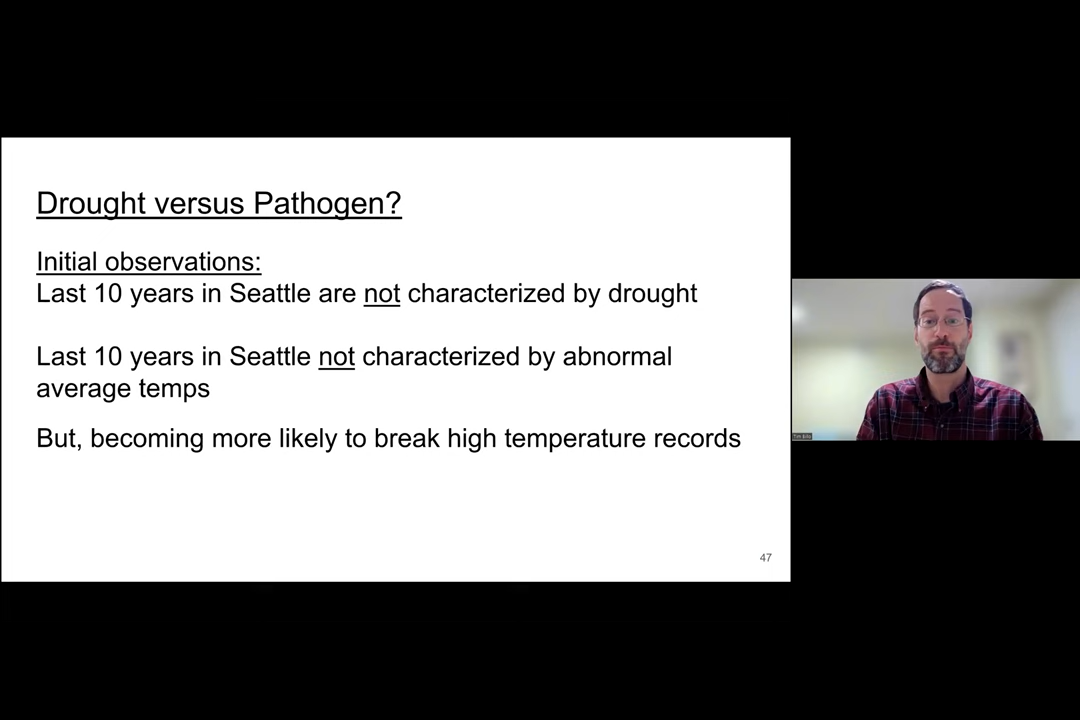 Drought versus Pathogen?
Initial observations:
Last 10 years in Seattle are not characterized by drought
Last 10 years in Seattle not characterized by abnormal
average temps
But, becoming more likely to break high temperature records
47